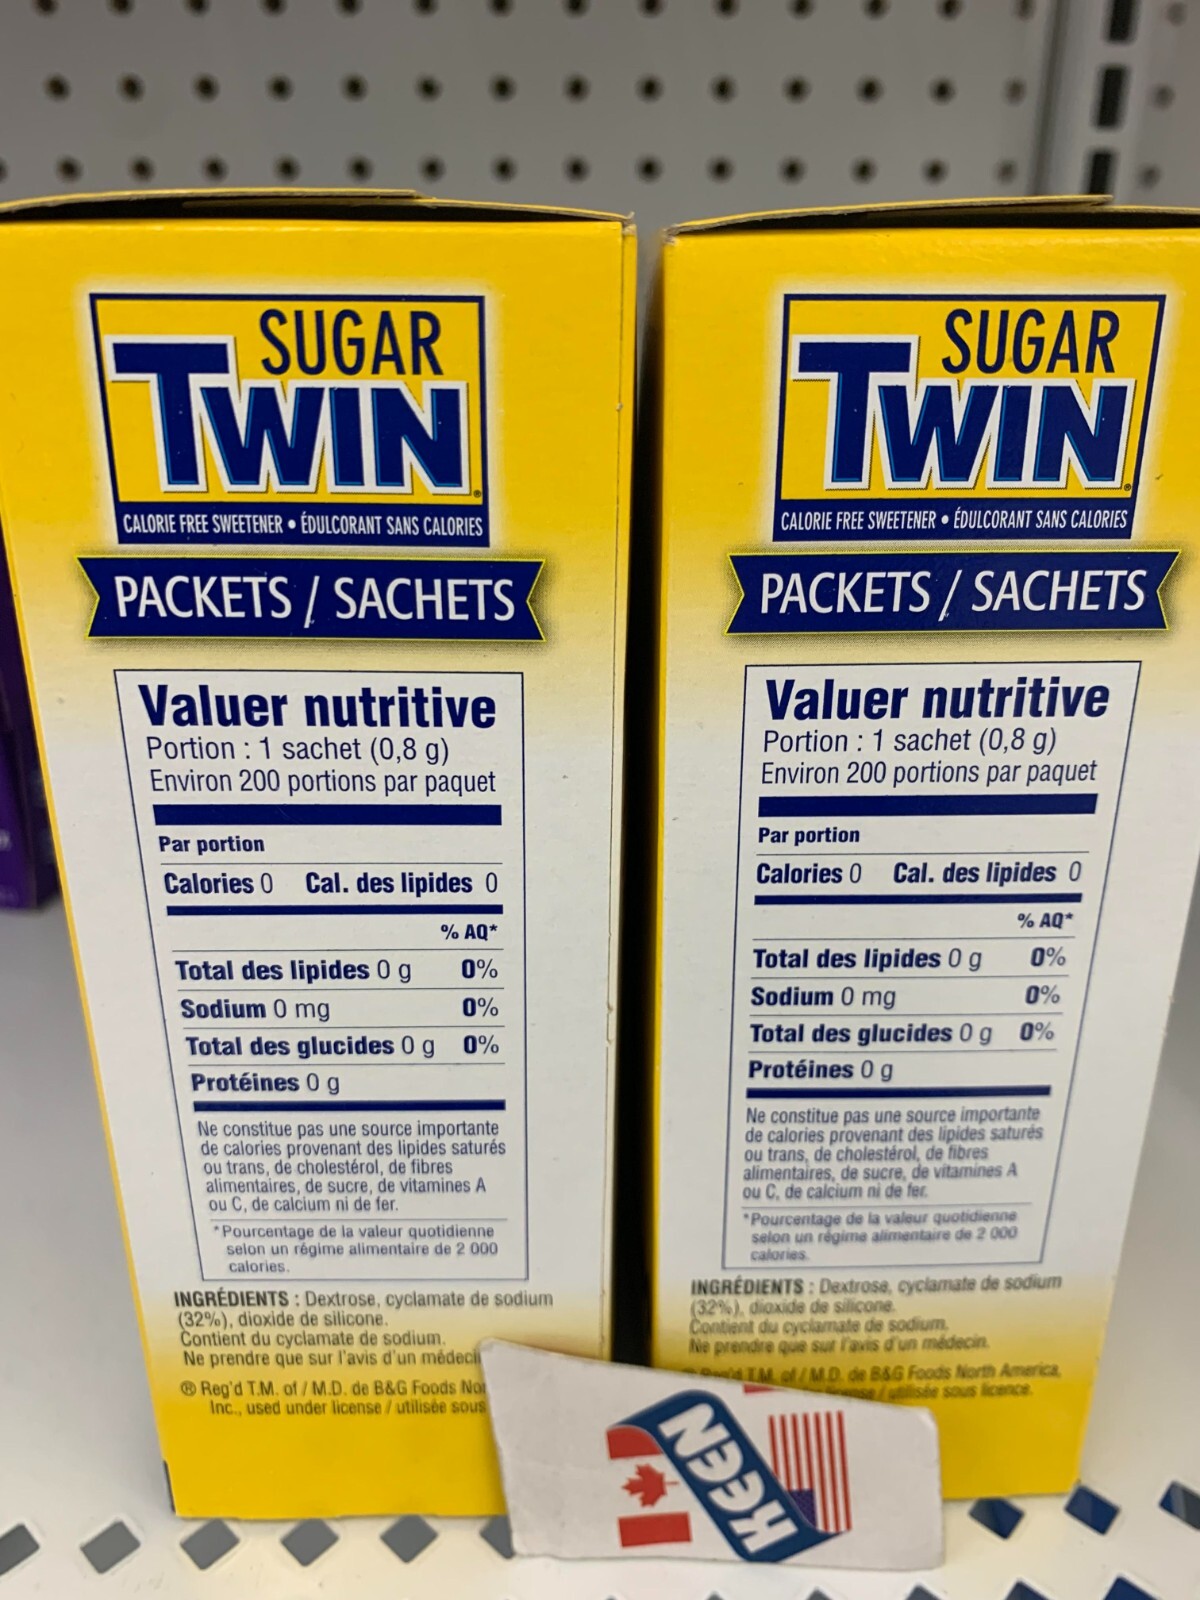 SUGAR
TWIN®
CALORIE FREE SWEETENER • ÉDULCORANT SANS CALORIES
PACKETS / SACHETS
Valuer nutritive
Portion : 1 sachet (0,8 g)
Environ 200 portions par paquet
Par portion
Calories 0 Cal. des lipides 0
% AQ*
Total des lipides 0 g 0%
Sodium 0 mg 0%
Total des glucides 0 g 0%
Protéines 0 g
Ne constitue pas une source importante
de calories provenant des lipides saturés
ou trans, de cholestérol, de fibres
alimentaires, de sucre, de vitamines A
ou C, de calcium ni de fer.
*Pourcentage de la valeur quotidienne
selon un régime alimentaire de 2 000
calories.
INGRÉDIENTS : Dextrose, cyclamate de sodium
(32%), dioxide de silicone.
Contient du cyclamate de sodium.
Ne prendre que sur l'avis d'un médeci
® Reg'd T.M. of / M.D. de B&G Foods Nor
Inc., used under license / utilisée sous
SUGAR
TWIN®
CALORIE FREE SWEETENER • ÉDULCORANT SANS CALORIES
PACKETS / SACHETS
Valuer nutritive
Portion : 1 sachet (0,8 g)
Environ 200 portions par paquet
Par portion
Calories 0 Cal. des lipides 0
% AQ*
Total des lipides 0 g 0%
Sodium 0 mg 0%
Total des glucides 0 g 0%
Protéines 0 g
Ne constitue pas une source importante
de calories provenant des lipides saturés
ou trans, de cholestérol, de fibres
alimentaires, de sucre, de vitamines A
ou C, de calcium ni de fer.
*Pourcentage de la valeur quotidienne
selon un régime alimentaire de 2 000
calories.
INGRÉDIENTS : Dextrose, cyclamate de sodium
(32%), dioxide de silicone.
Contient du cyclamate de sodium.
Ne prendre que sur l'avis d'un médecin.
T.M. of / M.D. de B&G Foods North America,
license / utilisée sous licence.
KEEN